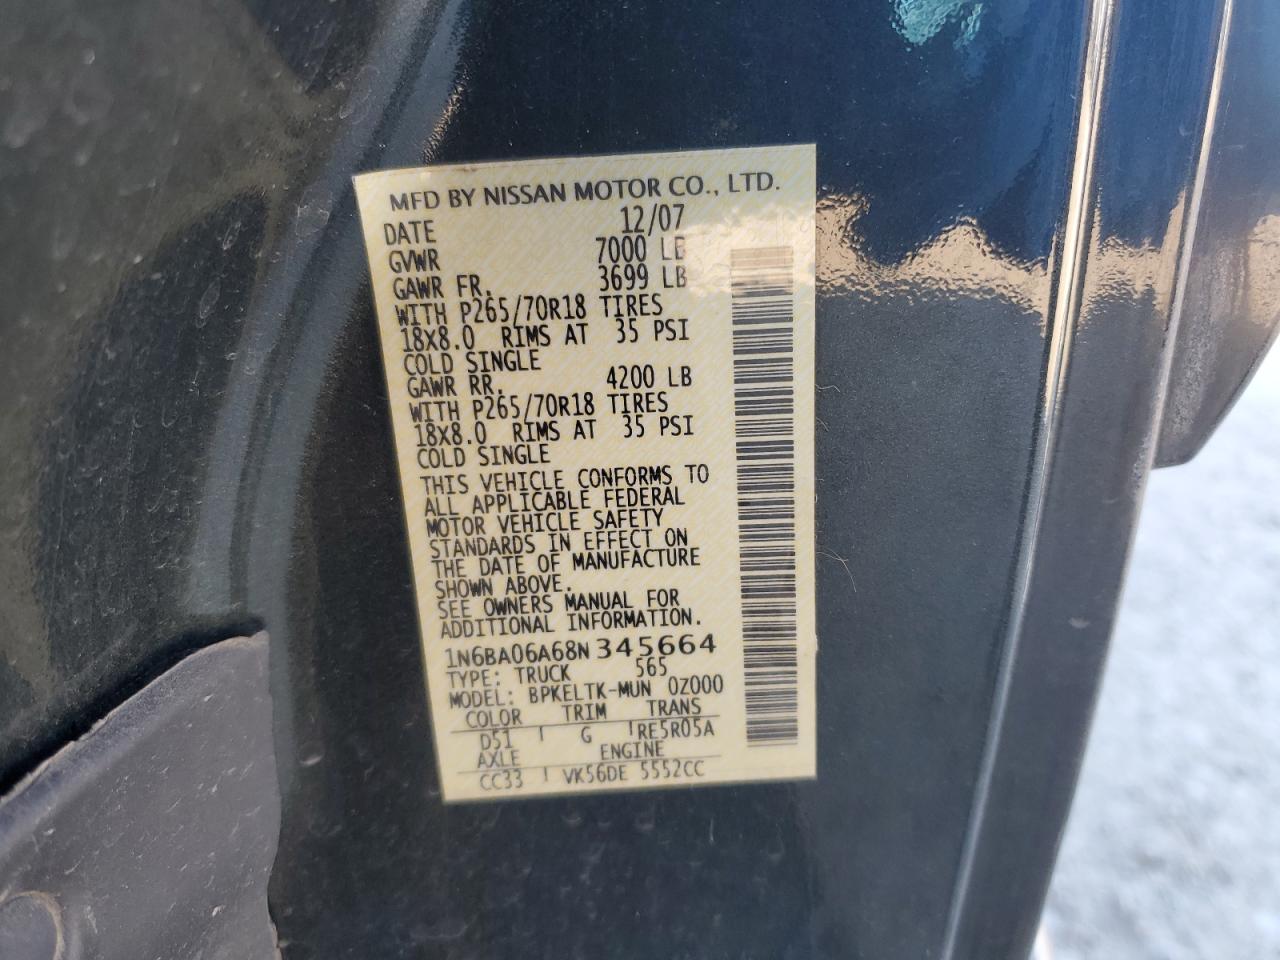 MFD BY NISSAN MOTOR CO., LTD.
DATE 12/07
GVWR 7000 LB
GAWR FR. 3699 LB
WITH P265/70R18 TIRES
18X8.0 RIMS AT 35 PSI
COLD SINGLE
GAWR RR. 4200 LB
WITH P265/70R18 TIRES
18X8.0 RIMS AT 35 PSI
COLD SINGLE
THIS VEHICLE CONFORMS TO
ALL APPLICABLE FEDERAL
MOTOR VEHICLE SAFETY
STANDARDS IN EFFECT ON
THE DATE OF MANUFACTURE
SHOWN ABOVE.
SEE OWNERS MANUAL FOR
ADDITIONAL INFORMATION.
1N6BA06A68N345664
TYPE: TRUCK 565
MODEL: BPKELTK-MUN 0Z000
COLOR TRIM TRANS
D51 G RE5R05A
AXLE ENGINE
CC33 VK56DE 5552CC